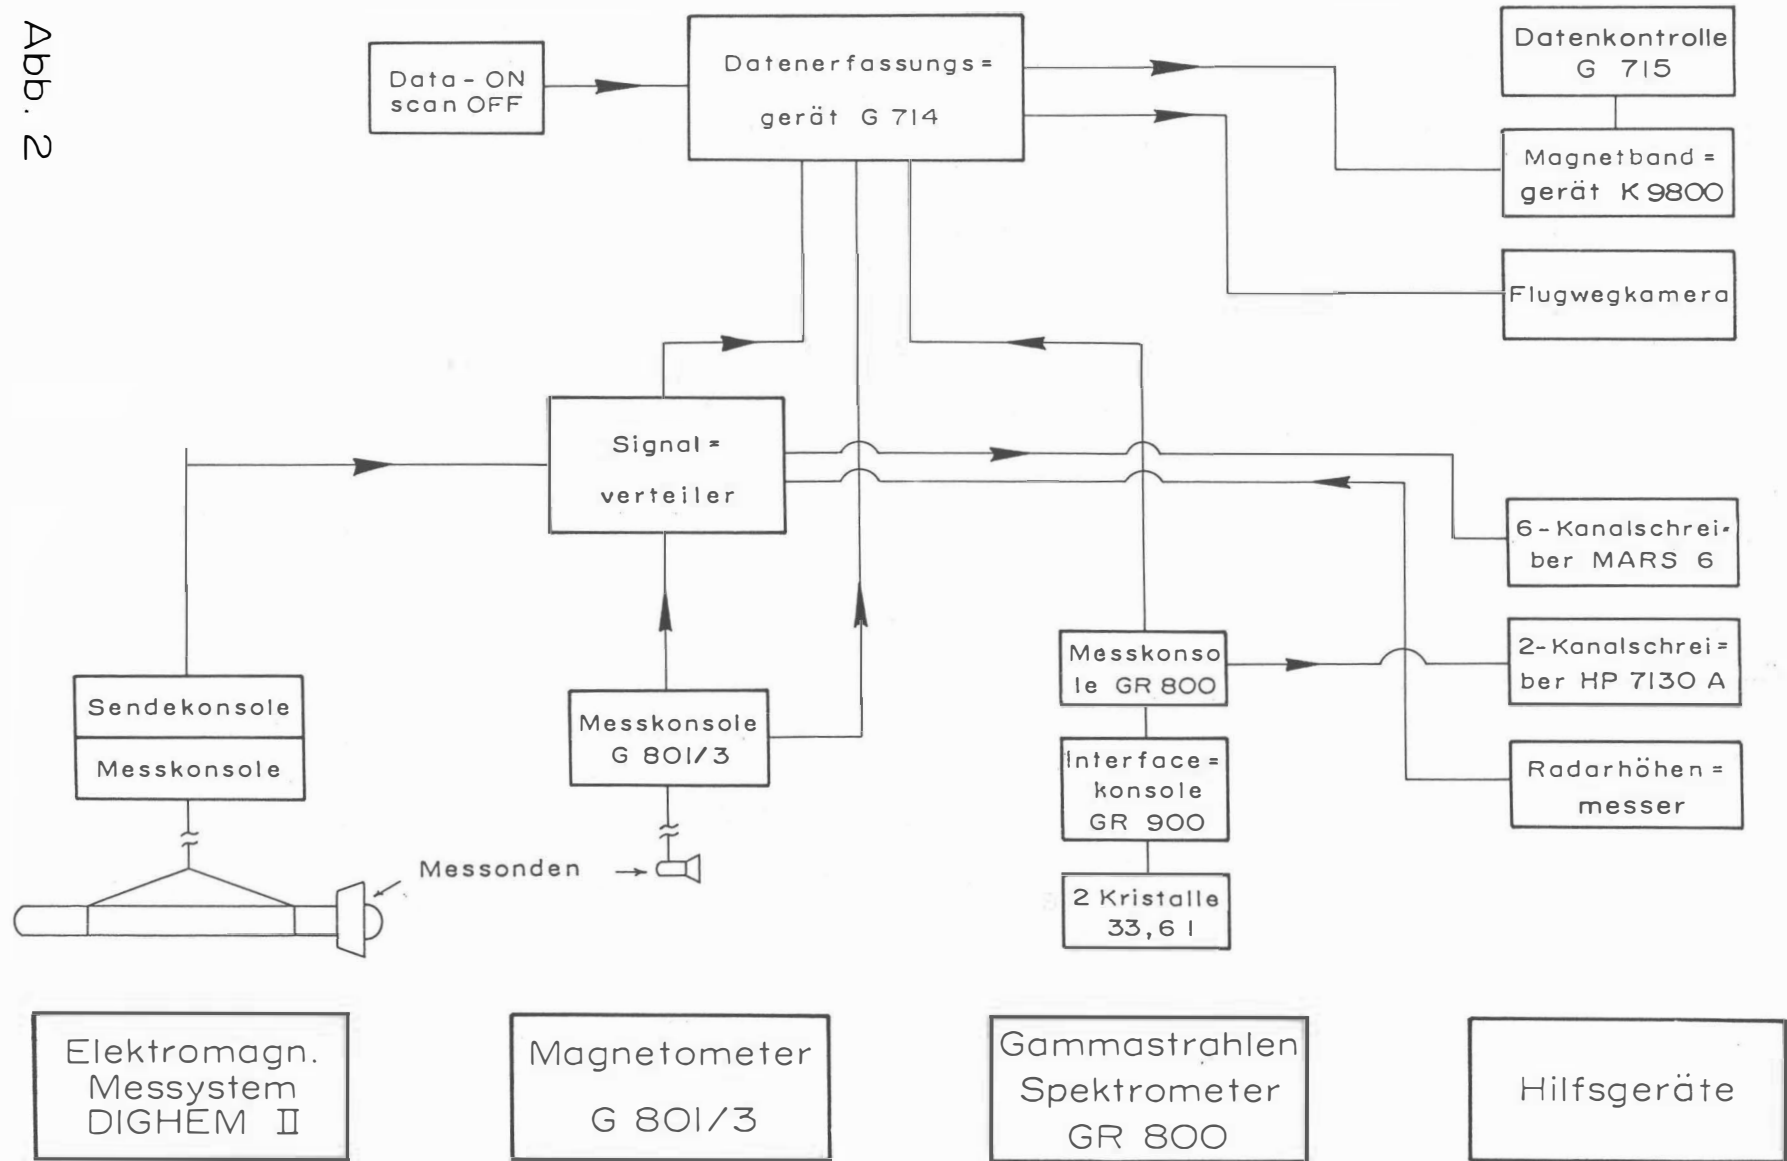 Abb. 2
Data-ON
scan OFF
Datenerfassungs=
gerät G 714
Datenkontrolle
G 715
Magnetband=
gerät K 9800
Flugwegkamera
Signal=
verteiler
6-Kanalschrei=
ber MARS 6
2-Kanalschrei=
ber HP 7130 A
Radarhöhen=
messer
Sendekonsole
Messkonsole
Messkonsole
G 801/3
Messkonso
le GR 800
Interface=
konsole
GR 900
2 Kristalle
33,6 l
Messonden
Elektromagn.
Messystem
DIGHEM II
Magnetometer
G 801/3
Gammastrahlen
Spektrometer
GR 800
Hilfsgeräte